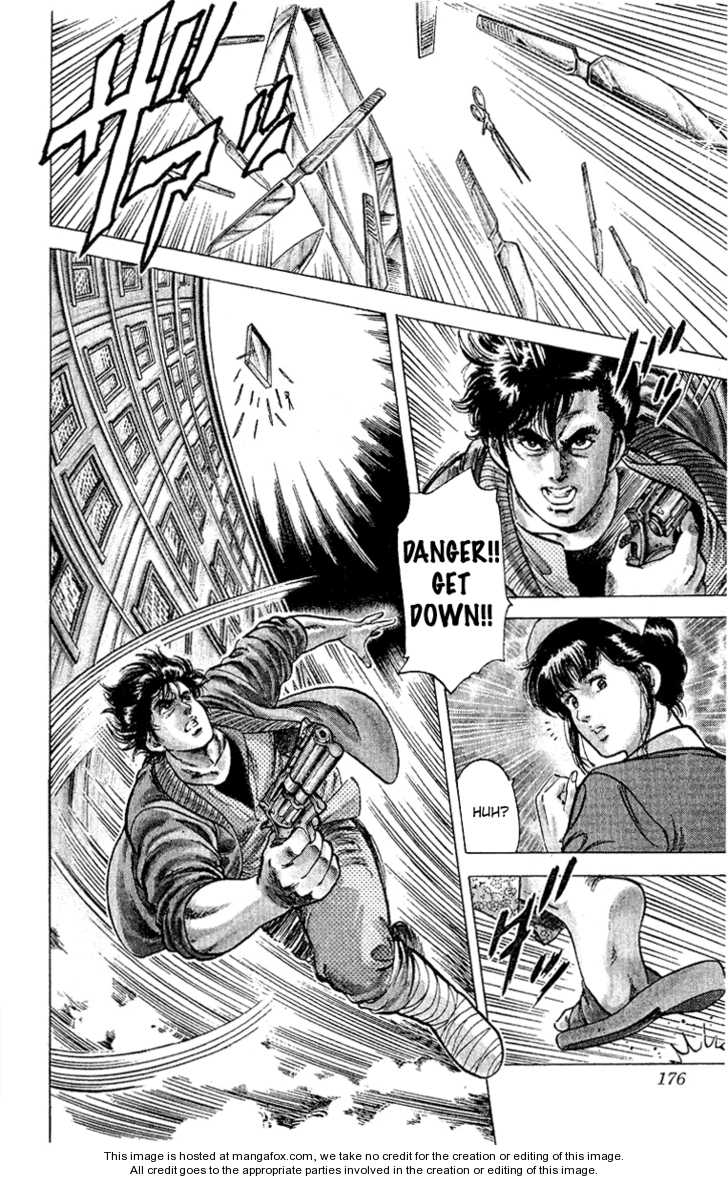 ザアッ
DANGER!!
GET
DOWN!!
HUH?
176
This image is hosted at mangafox.com, we take no credit for the creation or editing of this image.
All credit goes to the appropriate parties involved in the creation or editing of this image.